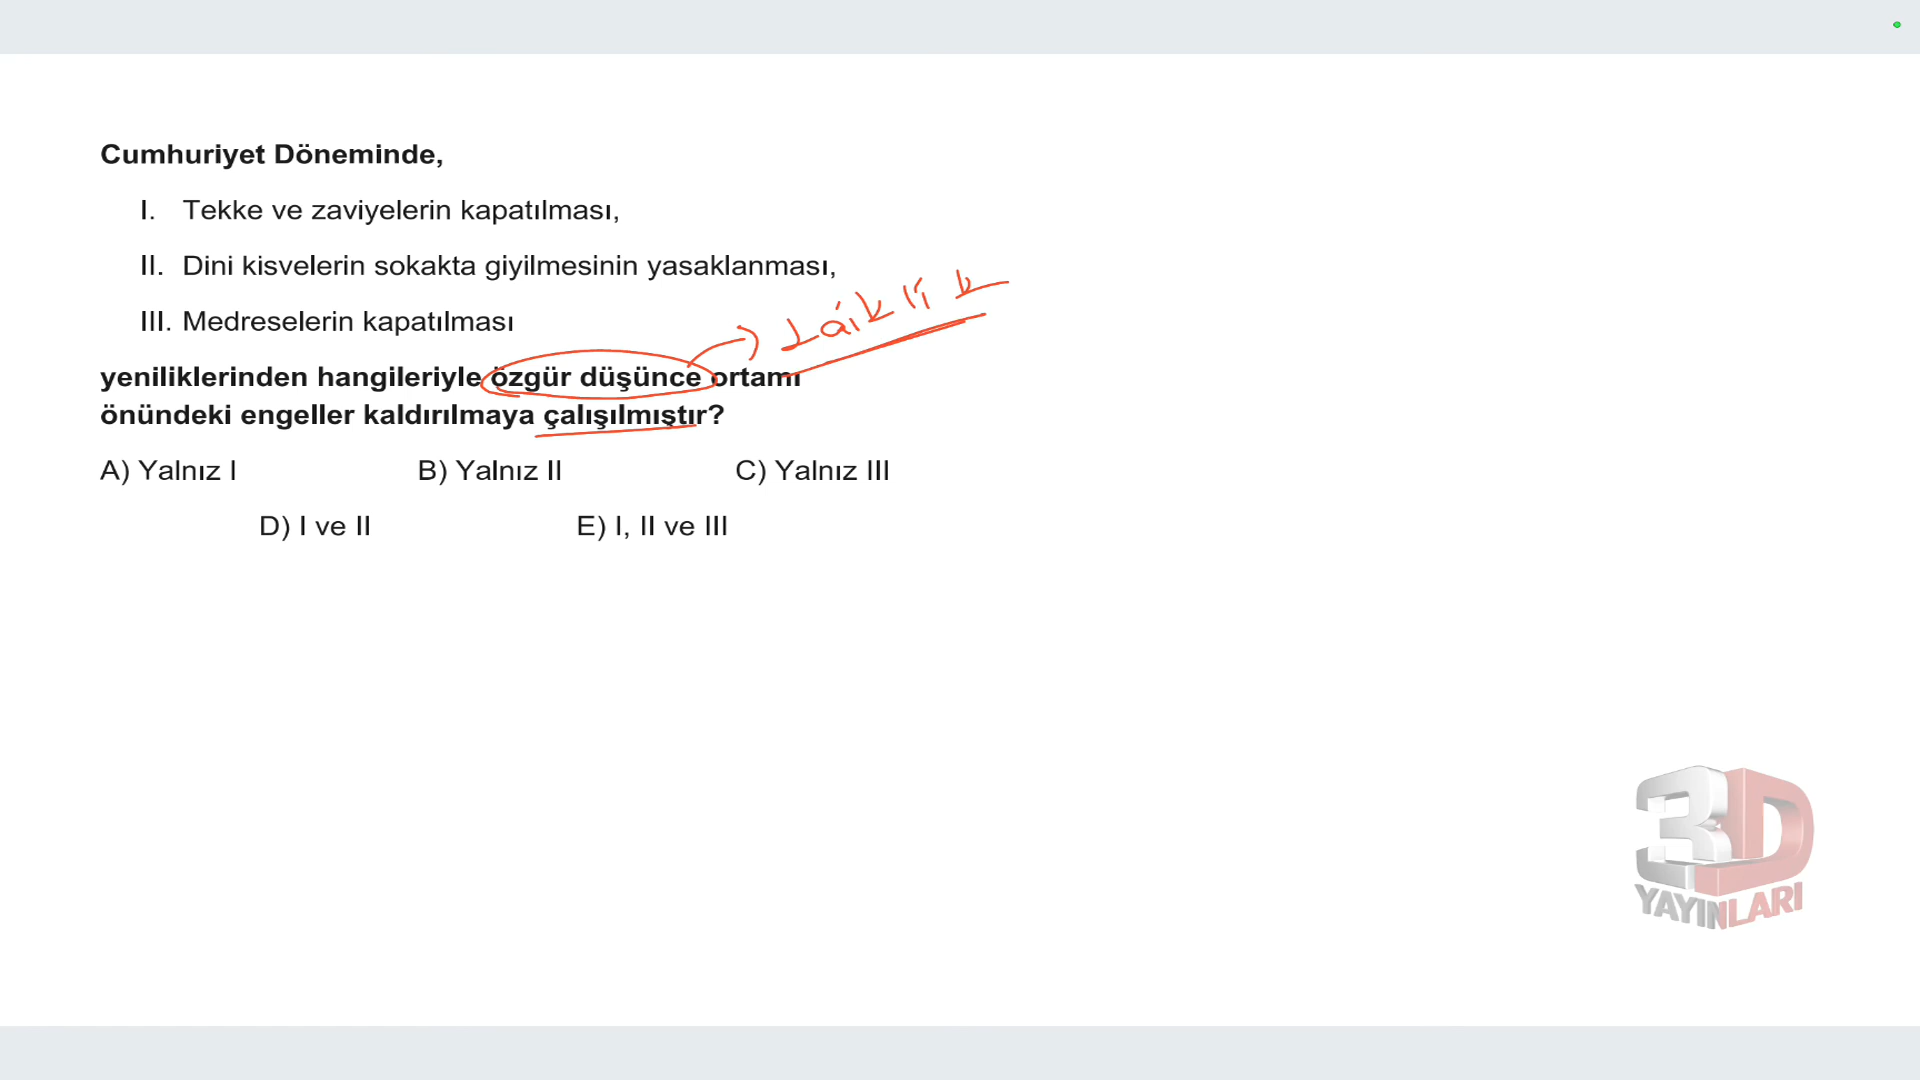 Cumhuriyet Döneminde,
I. Tekke ve zaviyelerin kapatılması,
II. Dini kisvelerin sokakta giyilmesinin yasaklanması,
III. Medreselerin kapatılması
Láiklik
yeniliklerinden hangileriyle özgür düşünce ortamı
önündeki engeller kaldırılmaya çalışılmıştır?
A) Yalnız I B) Yalnız II C) Yalnız III
D) I ve II E) I, II ve III
3D
YAYINLARI